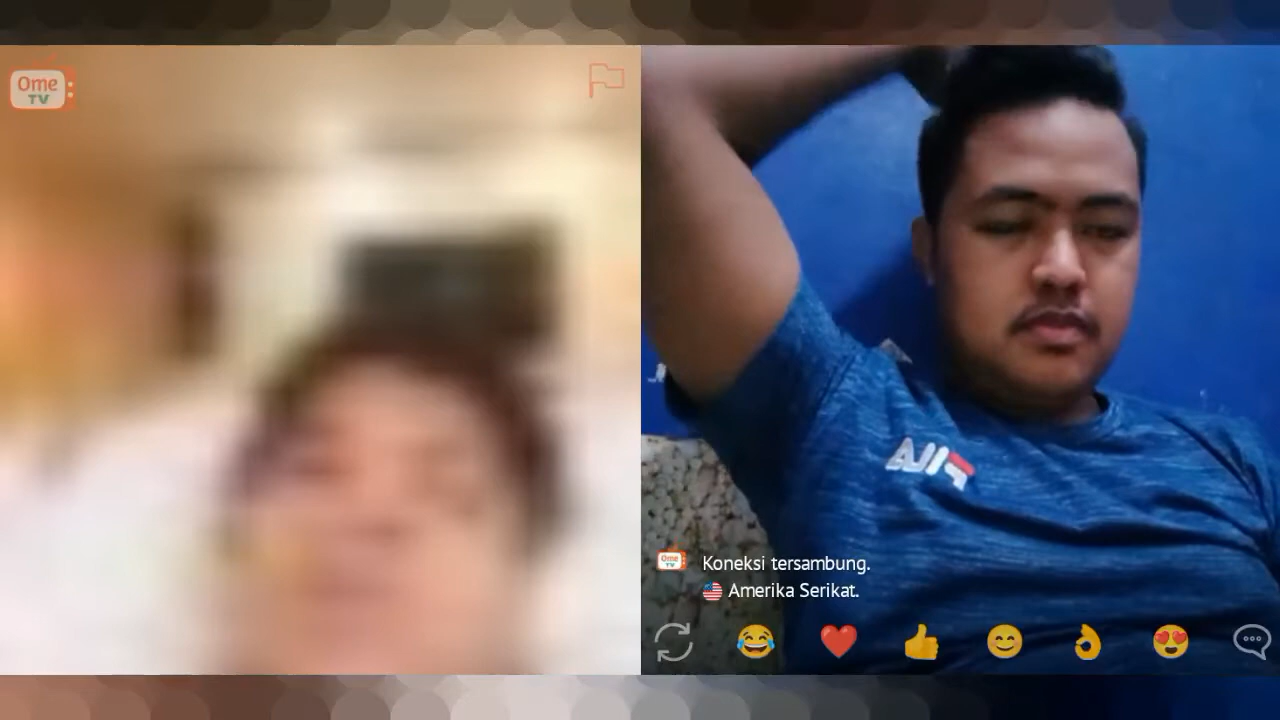 Ome
TV
FILA
Ome
TV
Koneksi tersambung.
Amerika Serikat.